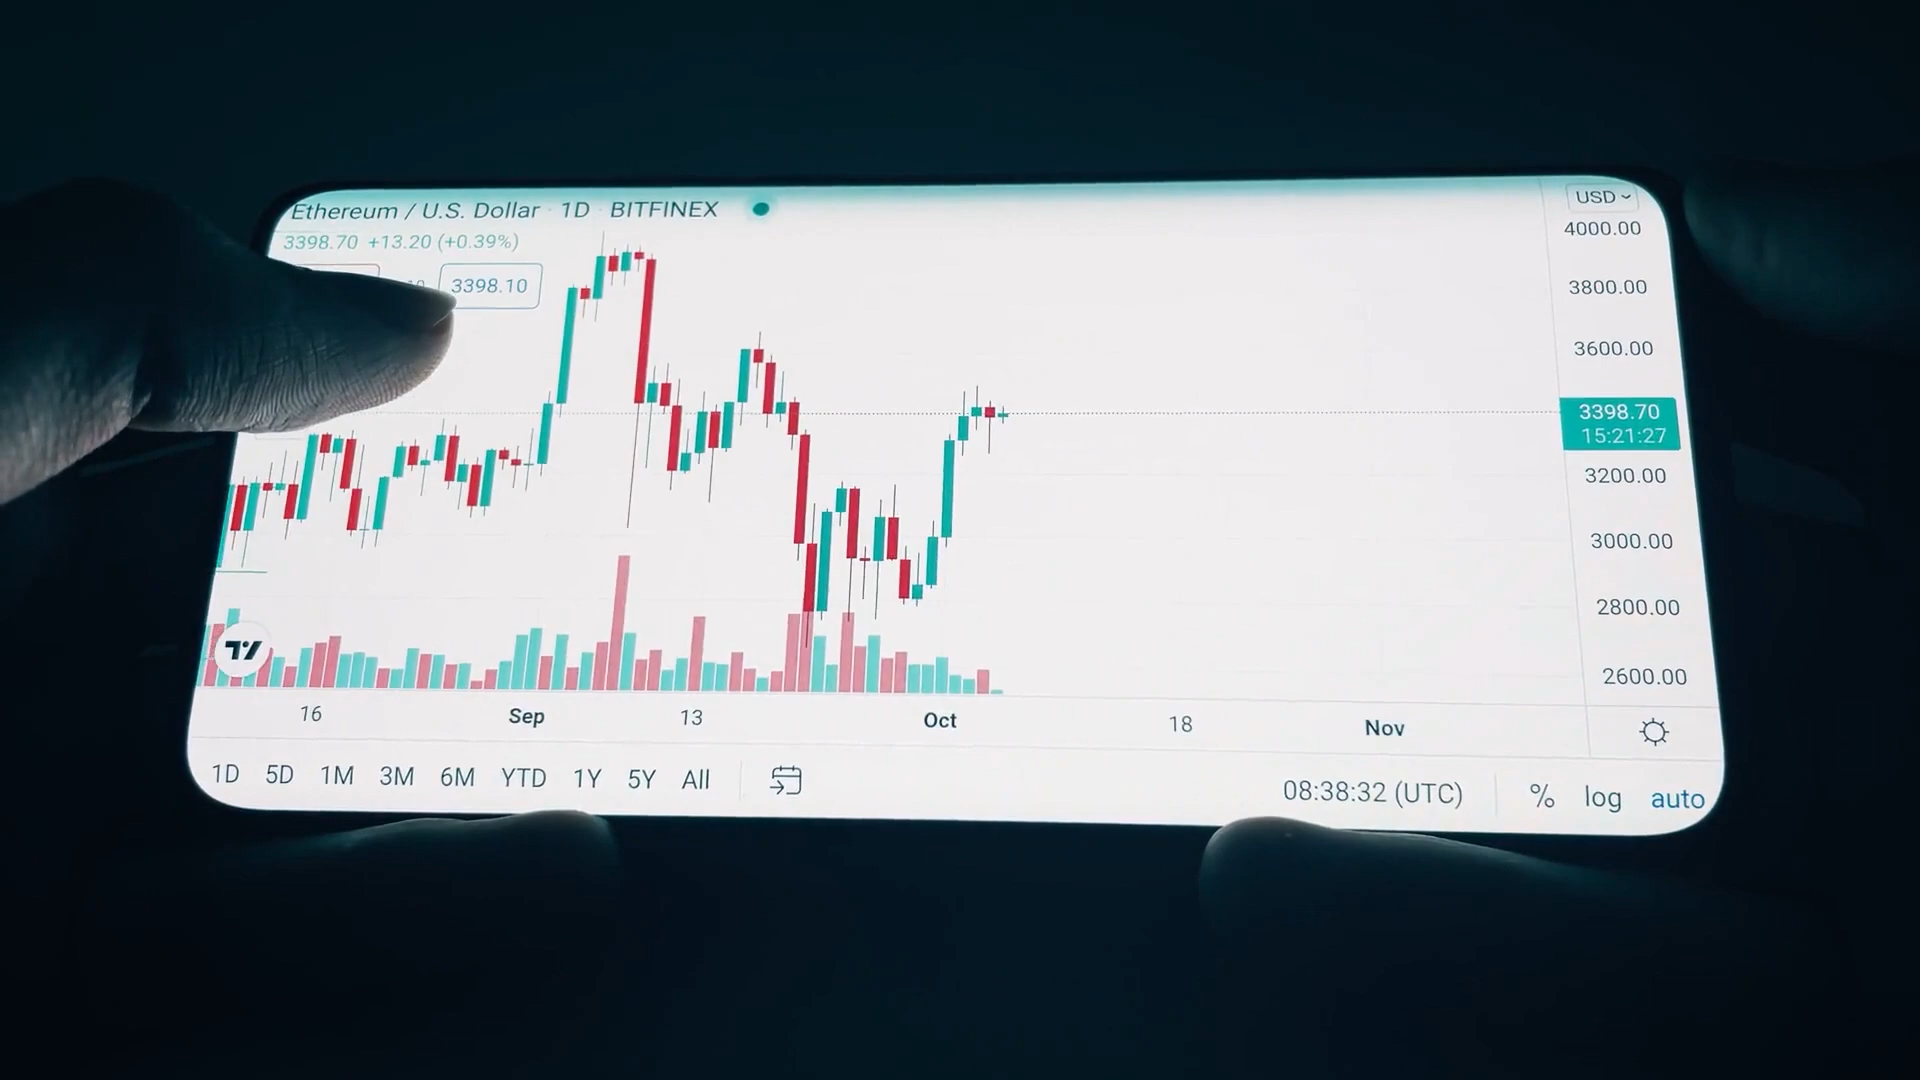 Ethereum / U.S. Dollar · 1D · BITFINEX
3398.70 +13.20 (+0.39%)
3398.10
USD
4000.00
3800.00
3600.00
3398.70
15:21:27
3200.00
3000.00
2800.00
2600.00
16 Sep 13 Oct 18 Nov
1D 5D 1M 3M 6M YTD 1Y 5Y All
08:38:32 (UTC) % log auto